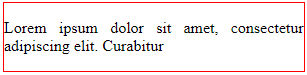 Lorem ipsum dolor sit amet, consectetur
adipiscing elit. Curabitur